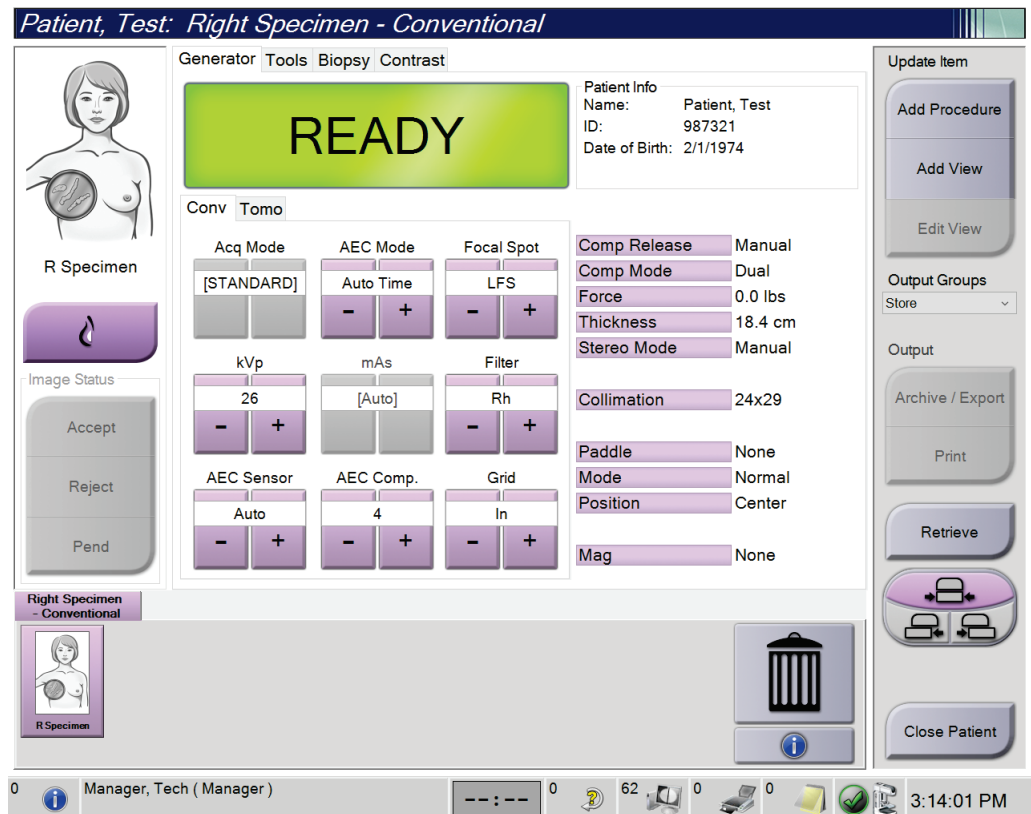 Patient, Test: Right Specimen - Conventional
Generator Tools Biopsy Contrast
READY
Patient Info
Name: Patient, Test
ID: 987321
Date of Birth: 2/1/1974
R Specimen
Image Status
Accept
Reject
Pend
Conv Tomo
Acq Mode AEC Mode Focal Spot
[STANDARD] Auto Time LFS
- + - +
kVp mAs Filter
26 [Auto] Rh
- + - +
AEC Sensor AEC Comp. Grid
Auto 4 In
- + - + - +
Comp Release Manual
Comp Mode Dual
Force 0.0 lbs
Thickness 18.4 cm
Stereo Mode Manual
Collimation 24x29
Paddle None
Mode Normal
Position Center
Mag None
Update Item
Add Procedure
Add View
Edit View
Output Groups
Store
Output
Archive / Export
Print
Retrieve
Close Patient
Right Specimen
- Conventional
R Specimen
0 Manager, Tech ( Manager ) --:-- 0 62 0 0 3:14:01 PM